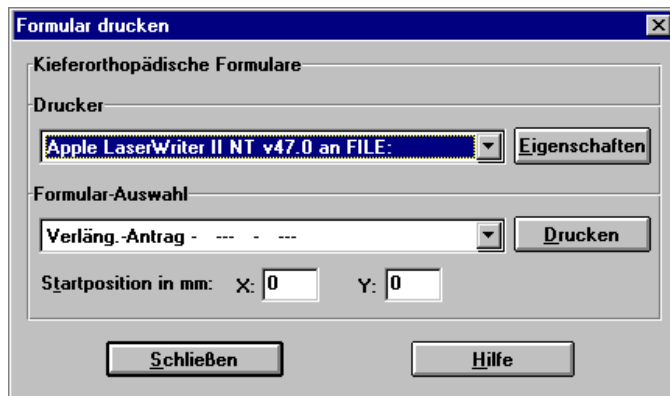 Formular drucken
Kieferorthopädische Formulare
Drucker
Apple LaserWriter II NT v47.0 an FILE: Eigenschaften
Formular-Auswahl
Verläng.-Antrag - --- - --- Drucken
Startposition in mm: X: 0 Y: 0
Schließen Hilfe